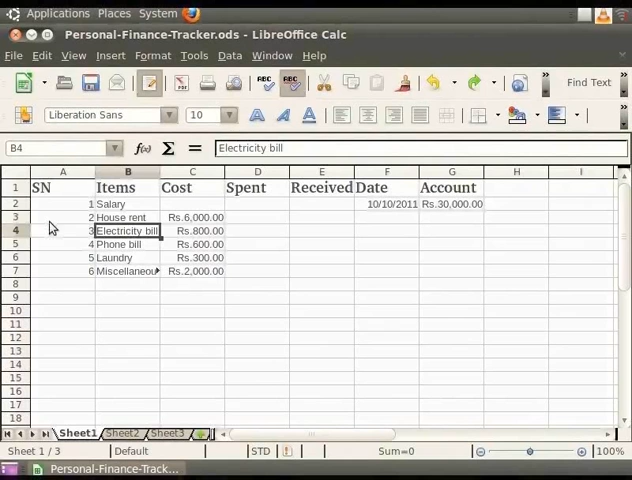 Applications Places System
Personal-Finance-Tracker.ods - LibreOffice Calc
File Edit View Insert Format Tools Data Window Help
ABC ABC Find Text
Liberation Sans 10 A A A
B4 Electricity bill
A B C D E F G H I
1 SN Items Cost Spent Received Date Account
2 1 Salary 10/10/2011 Rs.30,000.00
3 2 House rent Rs.6,000.00
4 3 Electricity bill Rs.800.00
5 4 Phone bill Rs.600.00
6 5 Laundry Rs.300.00
7 6 Miscellaneou Rs.2,000.00
8
9
10
11
12
13
14
15
16
17
18
Sheet1 Sheet2 Sheet3
Sheet 1 / 3 Default STD Sum=0 100%
Personal-Finance-Track...